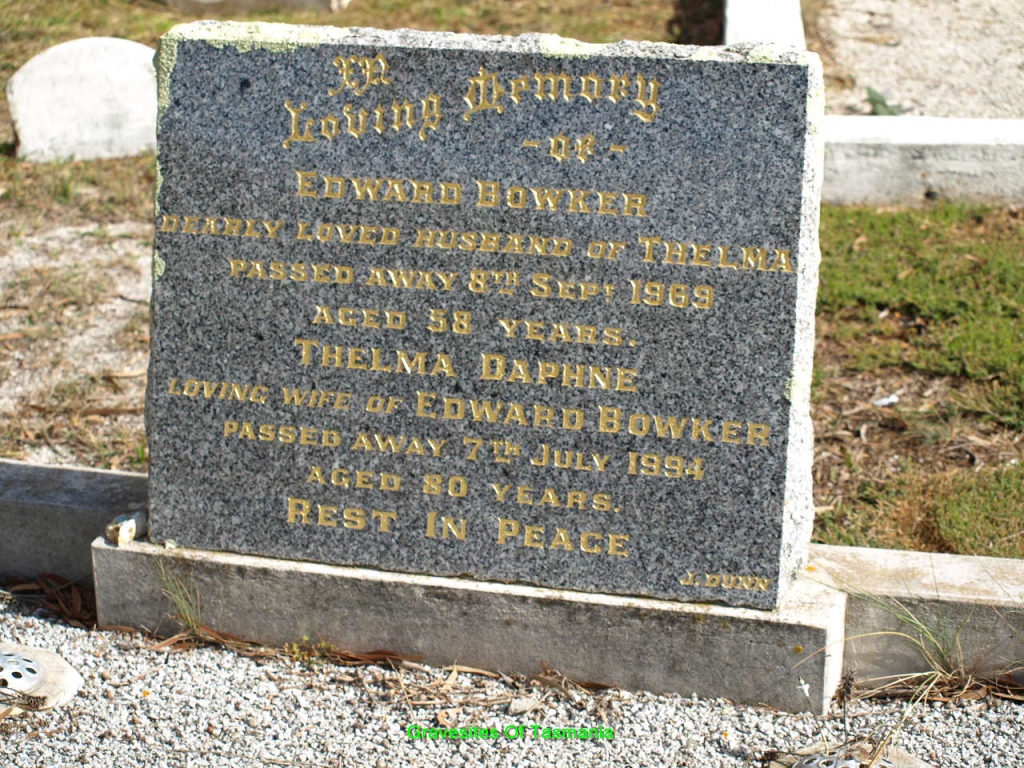 In
Loving Memory
- of -
EDWARD BOWKER
DEARLY LOVED HUSBAND OF THELMA
PASSED AWAY 8TH SEPT 1969
AGED 58 YEARS.
THELMA DAPHNE
LOVING WIFE OF EDWARD BOWKER
PASSED AWAY 7TH JULY 1994
AGED 80 YEARS.
REST IN PEACE
J. DUNN
Gravesites Of Tasmania